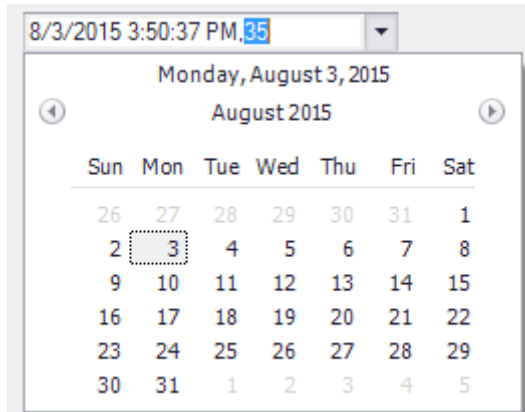 8/3/2015 3:50:37 PM,35
Monday, August 3, 2015
August 2015
Sun Mon Tue Wed Thu Fri Sat
26 27 28 29 30 31 1
2 3 4 5 6 7 8
9 10 11 12 13 14 15
16 17 18 19 20 21 22
23 24 25 26 27 28 29
30 31 1 2 3 4 5